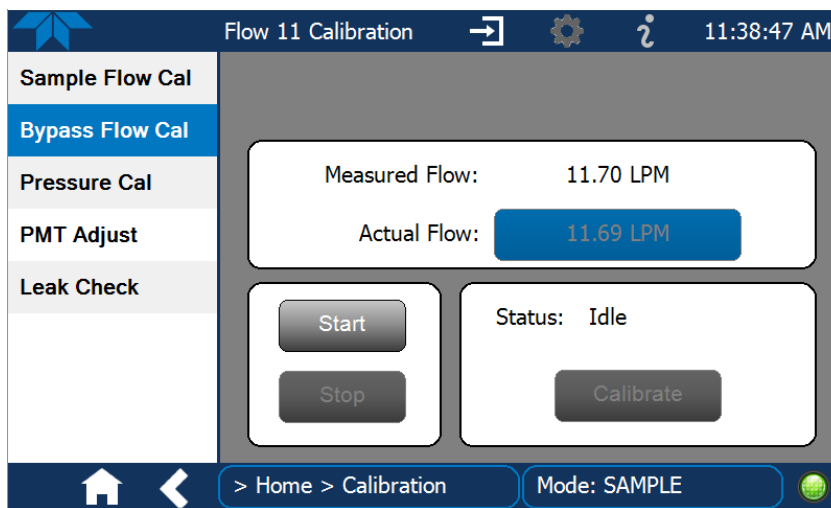 Flow 11 Calibration
11:38:47 AM
Sample Flow Cal
Bypass Flow Cal
Pressure Cal
PMT Adjust
Leak Check
Measured Flow: 11.70 LPM
Actual Flow: 11.69 LPM
Start
Stop
Status: Idle
Calibrate
> Home > Calibration
Mode: SAMPLE